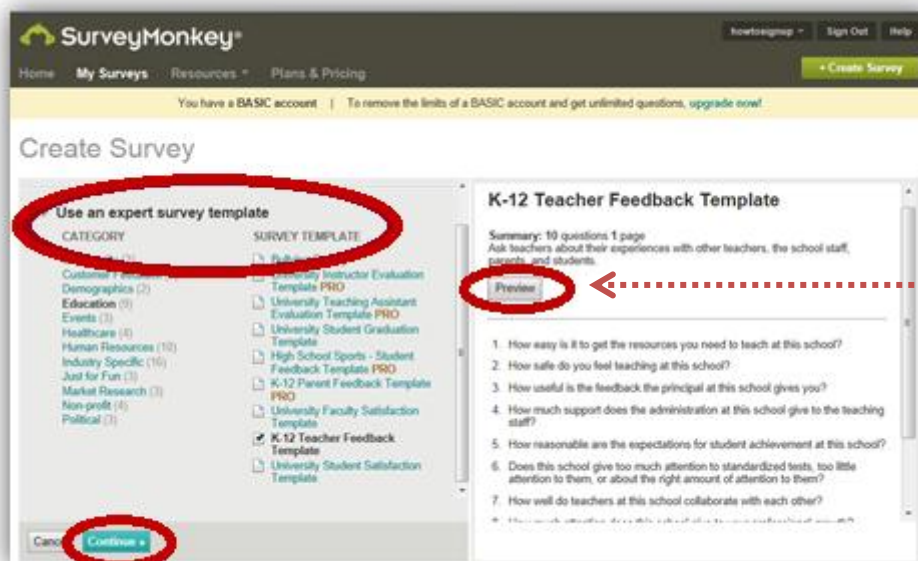 SurveyMonkey®
howtosignup Sign Out Help
Home My Surveys Resources Plans & Pricing
+ Create Survey
You have a BASIC account | To remove the limits of a BASIC account and get unlimited questions, upgrade now!
Create Survey
Use an expert survey template
CATEGORY
Demographics (2)
Education (9)
Events (3)
Healthcare (4)
Human Resources (10)
Industry Specific (16)
Just for Fun (3)
Market Research (3)
Non-profit (4)
Political (3)
SURVEY TEMPLATE
University Instructor Evaluation
Template PRO
University Teaching Assistant
Evaluation Template PRO
University Student Graduation
Template
High School Sports - Student
Feedback Template PRO
K-12 Parent Feedback Template
PRO
University Faculty Satisfaction
Template
K-12 Teacher Feedback
Template
University Student Satisfaction
Template
Continue »
K-12 Teacher Feedback Template
Summary: 10 questions 1 page
Ask teachers about their experiences with other teachers, the school staff,
parents, and students.
Preview
1. How easy is it to get the resources you need to teach at this school?
2. How safe do you feel teaching at this school?
3. How useful is the feedback the principal at this school gives you?
4. How much support does the administration at this school give to the teaching
staff?
5. How reasonable are the expectations for student achievement at this school?
6. Does this school give too much attention to standardized tests, too little
attention to them, or about the right amount of attention to them?
7. How well do teachers at this school collaborate with each other?